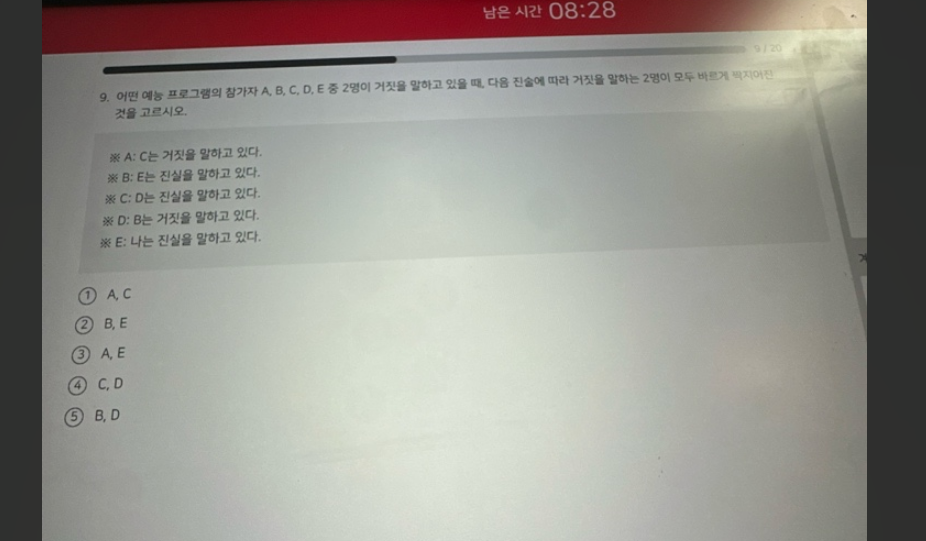 남은 시간 08:28
9 / 20
9. 어떤 예능 프로그램의 참가자 A, B, C, D, E 중 2명이 거짓을 말하고 있을 때, 다음 진술에 따라 거짓을 말하는 2명이 모두 바르게 짝지어진
것을 고르시오.
※ A: C는 거짓을 말하고 있다.
※ B: E는 진실을 말하고 있다.
※ C: D는 진실을 말하고 있다.
※ D: B는 거짓을 말하고 있다.
※ E: 나는 진실을 말하고 있다.
① A, C
② B, E
③ A, E
④ C, D
⑤ B, D